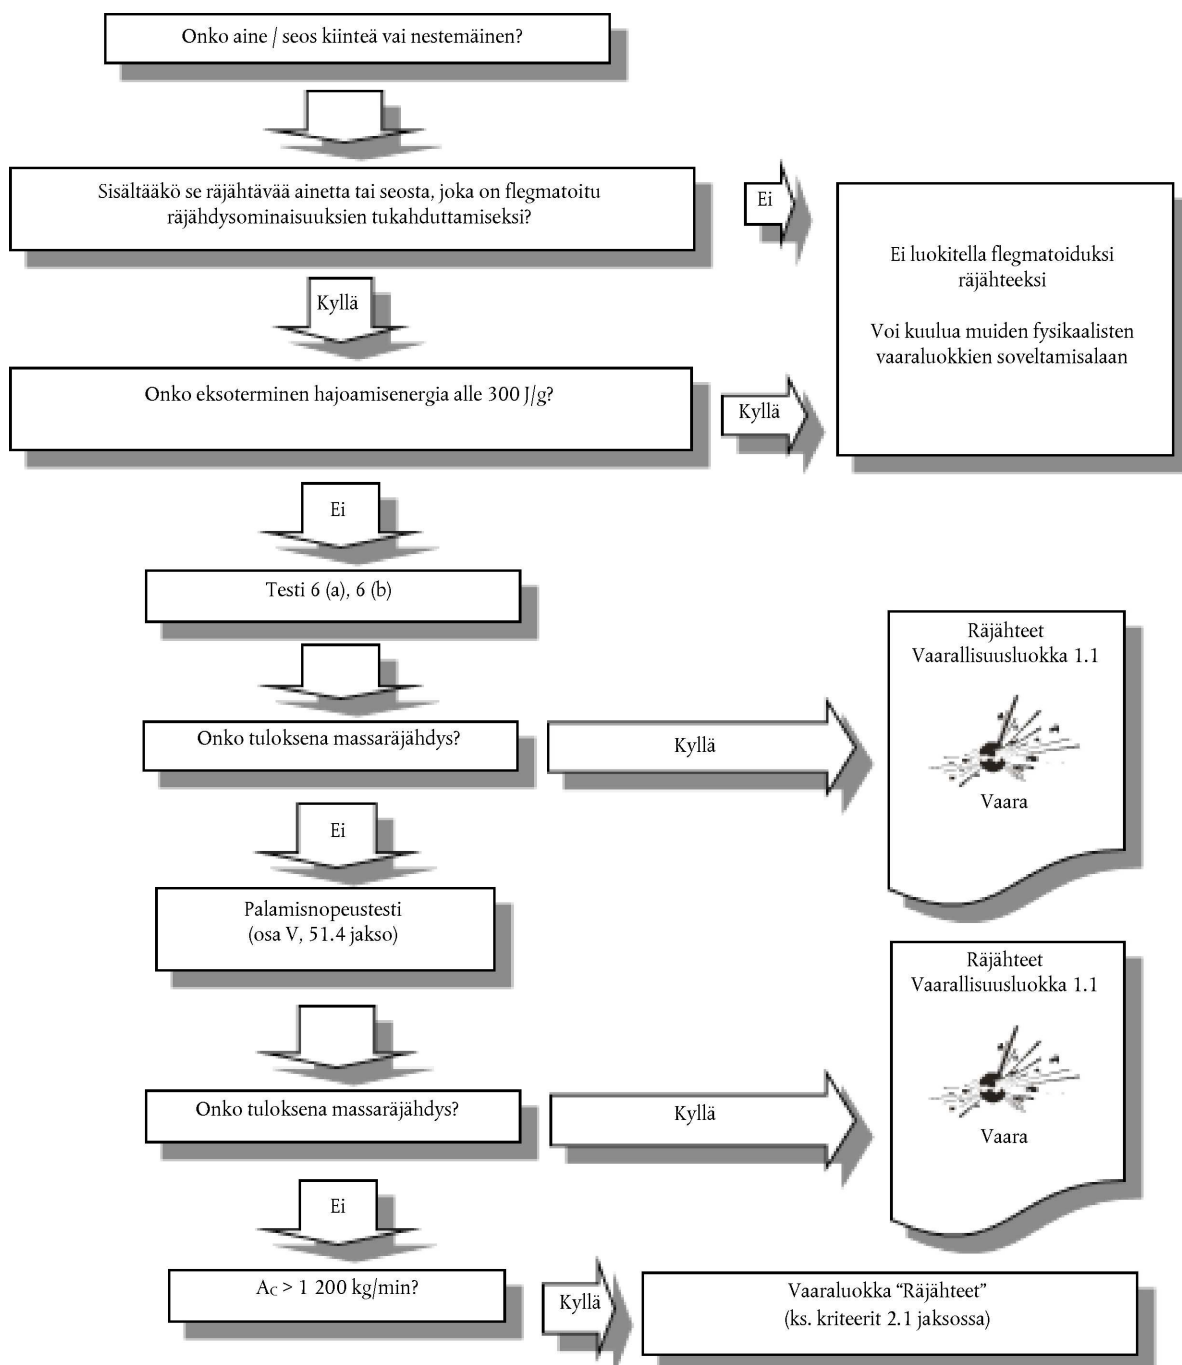 Onko aine / seos kiinteä vai nestemäinen?
Sisältääkö se räjähtävää ainetta tai seosta, joka on flegmatoitu
räjähdysominaisuuksien tukahduttamiseksi?
Ei
Ei luokitella flegmatoiduksi
räjähteeksi
Voi kuulua muiden fysikaalisten
vaaraluokkien soveltamisalaan
Kyllä
Onko eksoterminen hajoamisenergia alle 300 J/g?
Kyllä
Ei
Testi 6 (a), 6 (b)
Onko tuloksena massaräjähdys?
Kyllä
Räjähteet
Vaarallisuusluokka 1.1
Vaara
Ei
Palamisnopeustesti
(osa V, 51.4 jakso)
Onko tuloksena massaräjähdys?
Kyllä
Räjähteet
Vaarallisuusluokka 1.1
Vaara
Ei
AC > 1 200 kg/min?
Kyllä
Vaaraluokka “Räjähteet”
(ks. kriteerit 2.1 jaksossa)